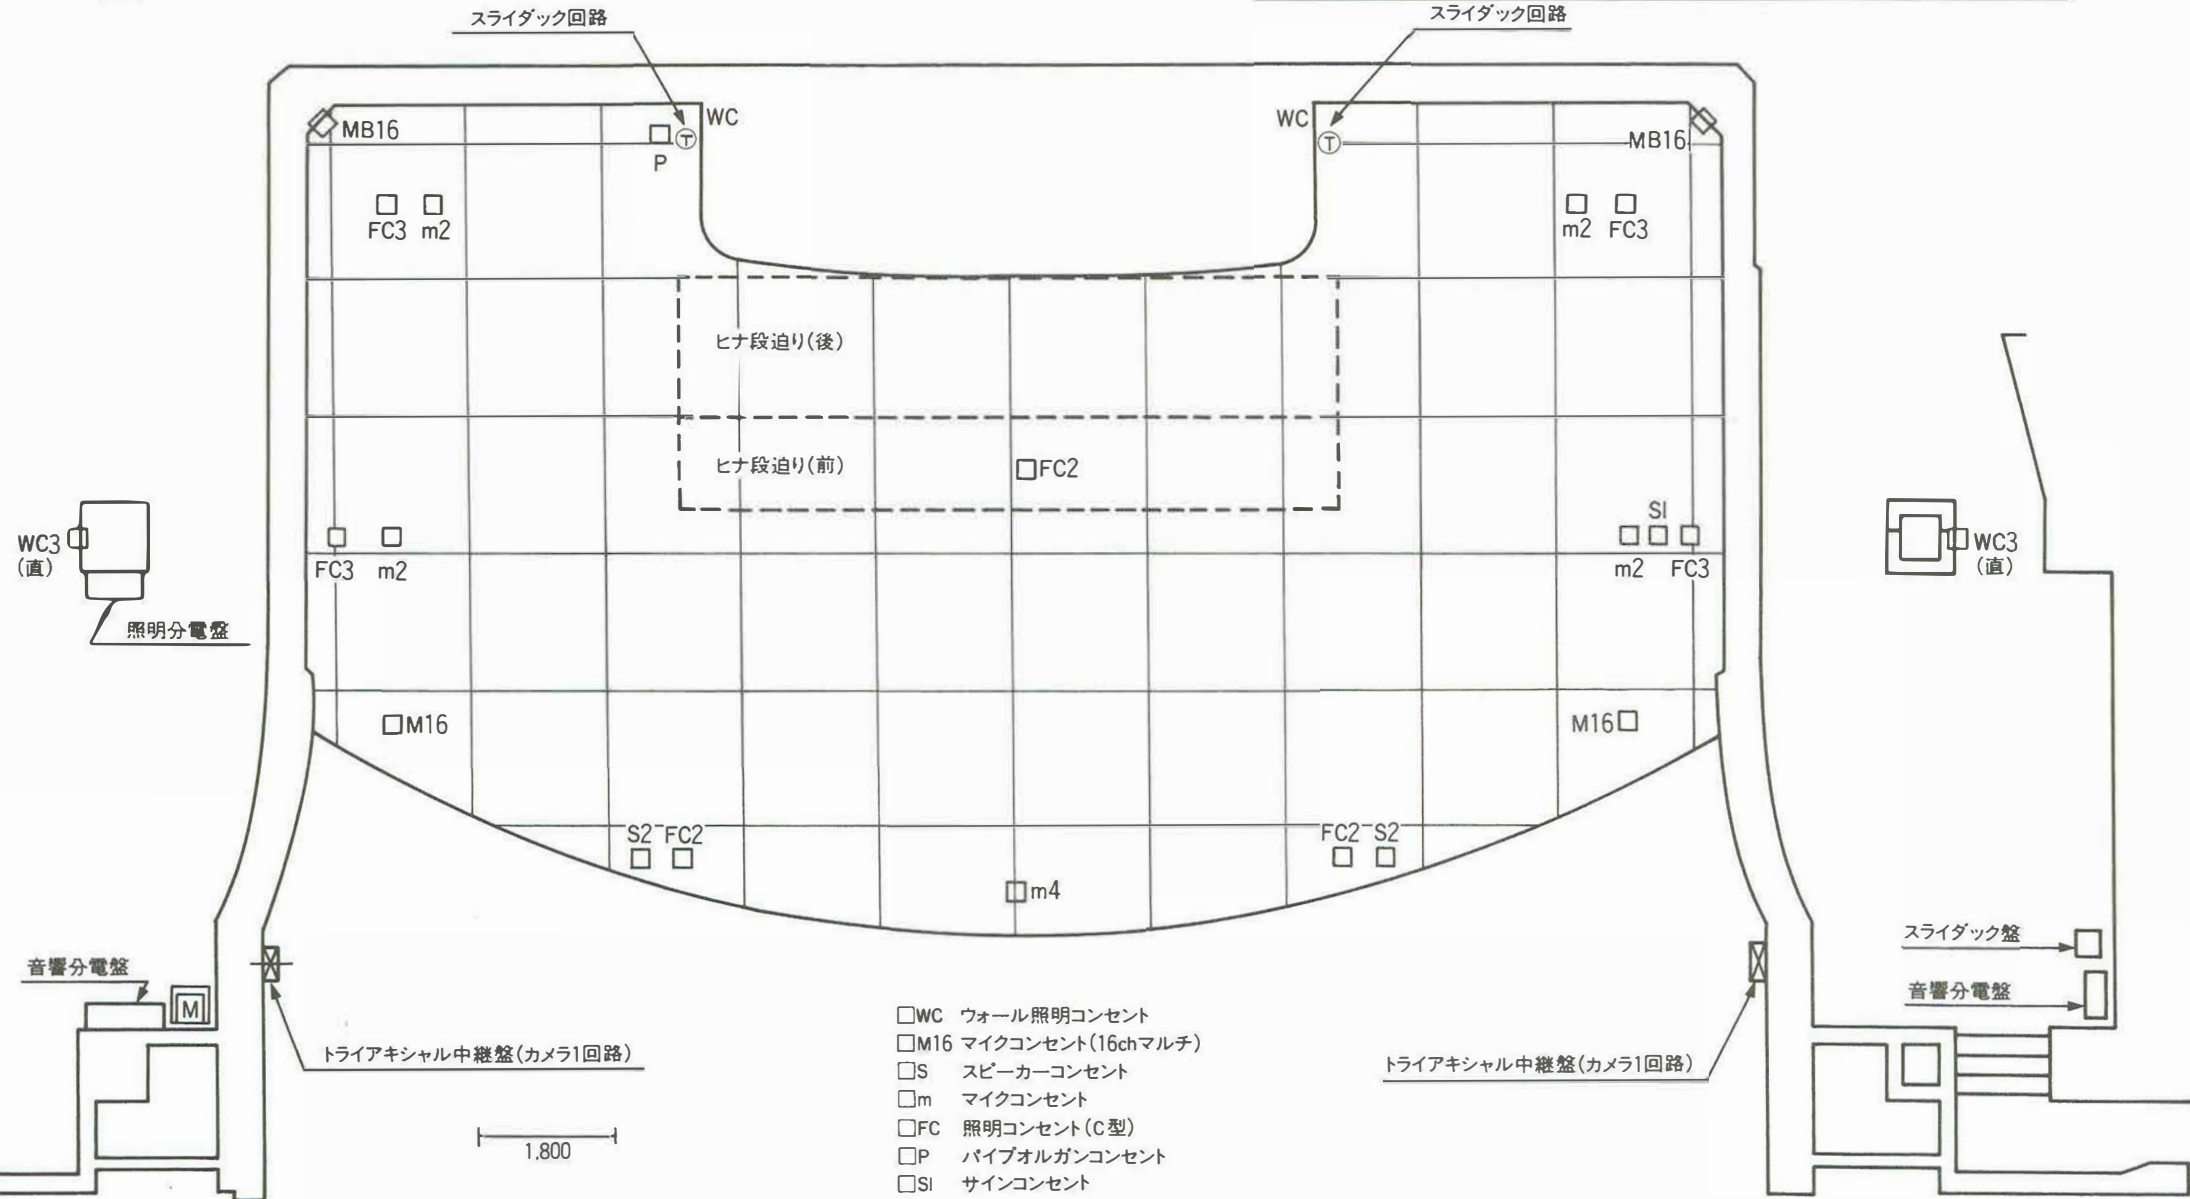 スライダック回路
スライダック回路
WC
WC
MB16
MB16
T
T
P
FC3 m2
m2 FC3
ヒナ段迫り(後)
ヒナ段迫り(前)
FC2
SI
WC3
(直)
WC3
(直)
FC3 m2
m2 FC3
照明分電盤
M16
M16
S2 FC2
FC2 S2
m4
スライダック盤
音響分電盤
音響分電盤
M
トライアキシャル中継盤(カメラ1回路)
トライアキシャル中継盤(カメラ1回路)
1,800
□WC ウォール照明コンセント
□M16 マイクコンセント(16chマルチ)
□S スピーカーコンセント
□m マイクコンセント
□FC 照明コンセント(C型)
□P パイプオルガンコンセント
□SI サインコンセント